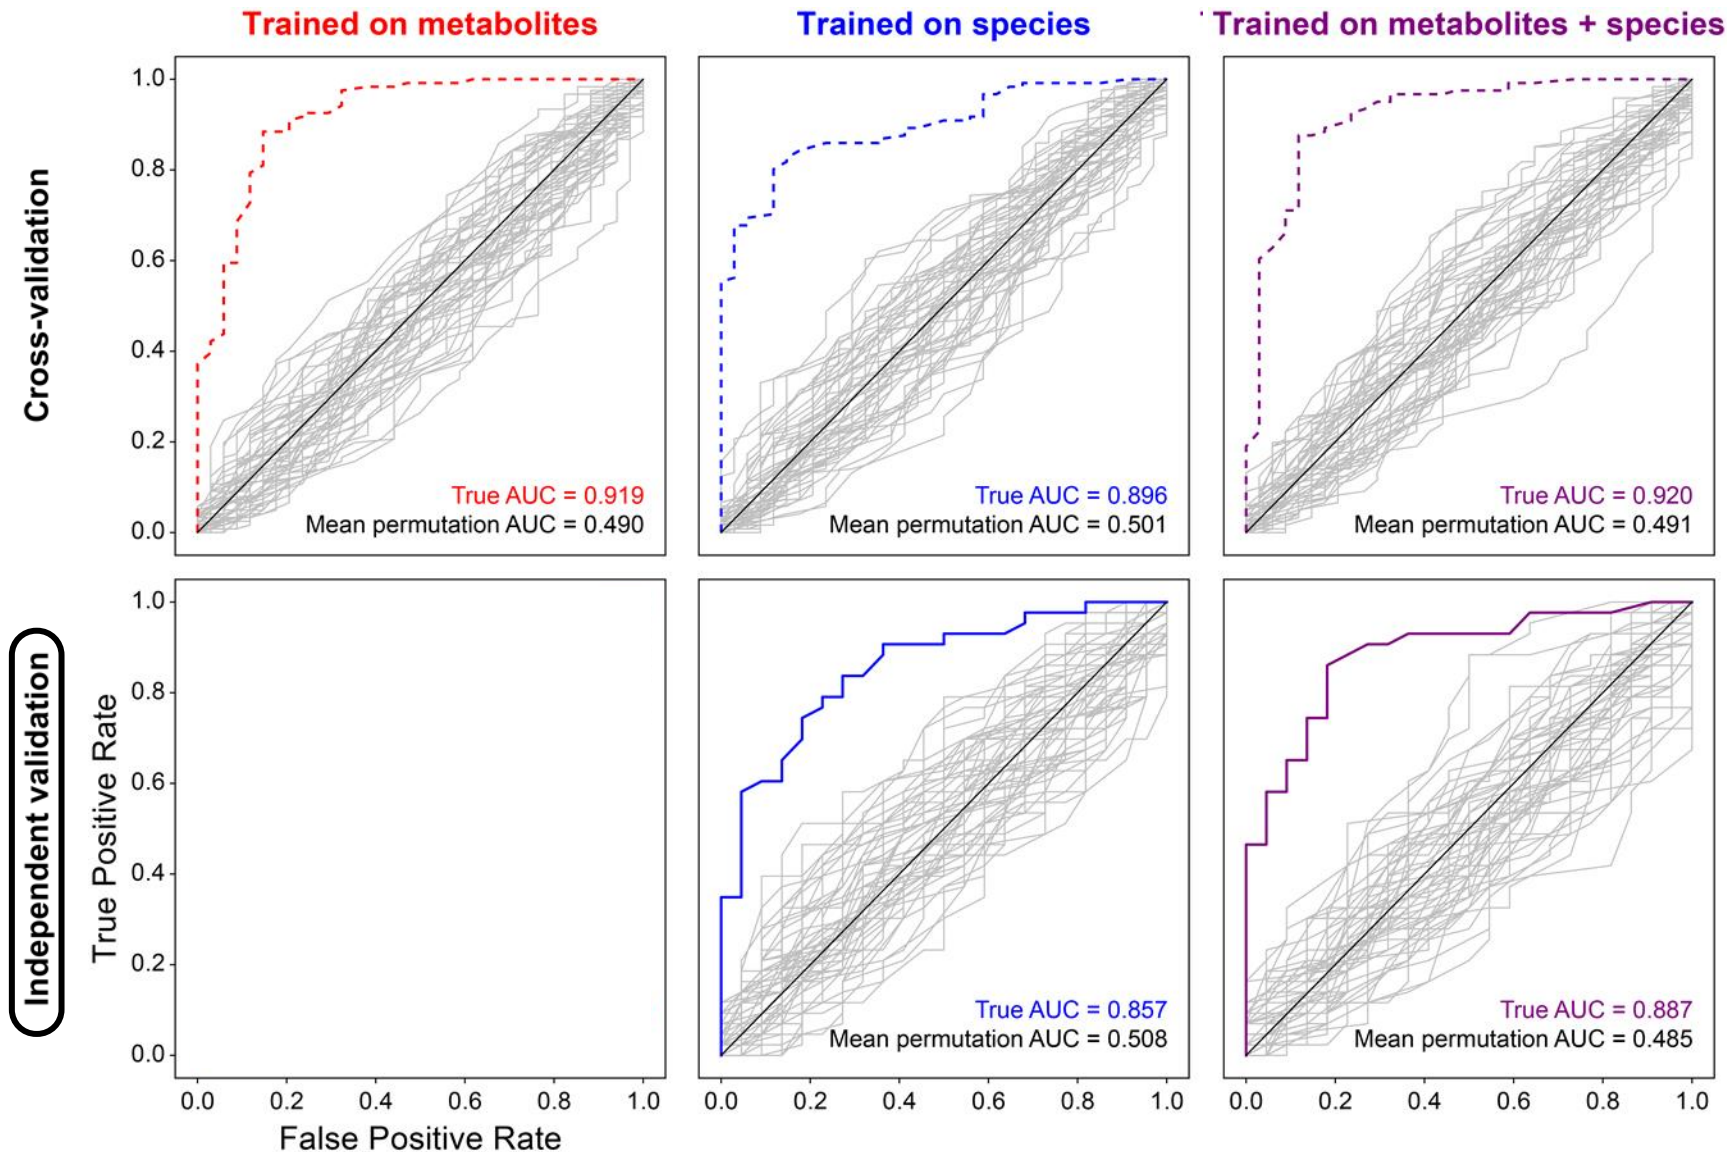 Trained on metabolites
Trained on species
Trained on metabolites + species
Cross-validation
1.0
0.8
0.6
0.4
0.2
0.0
True AUC = 0.919
Mean permutation AUC = 0.490
True AUC = 0.896
Mean permutation AUC = 0.501
True AUC = 0.920
Mean permutation AUC = 0.491
Independent validation
True Positive Rate
1.0
0.8
0.6
0.4
0.2
0.0
True AUC = 0.857
Mean permutation AUC = 0.508
True AUC = 0.887
Mean permutation AUC = 0.485
0.0 0.2 0.4 0.6 0.8 1.0
0.0 0.2 0.4 0.6 0.8 1.0
0.0 0.2 0.4 0.6 0.8 1.0
False Positive Rate